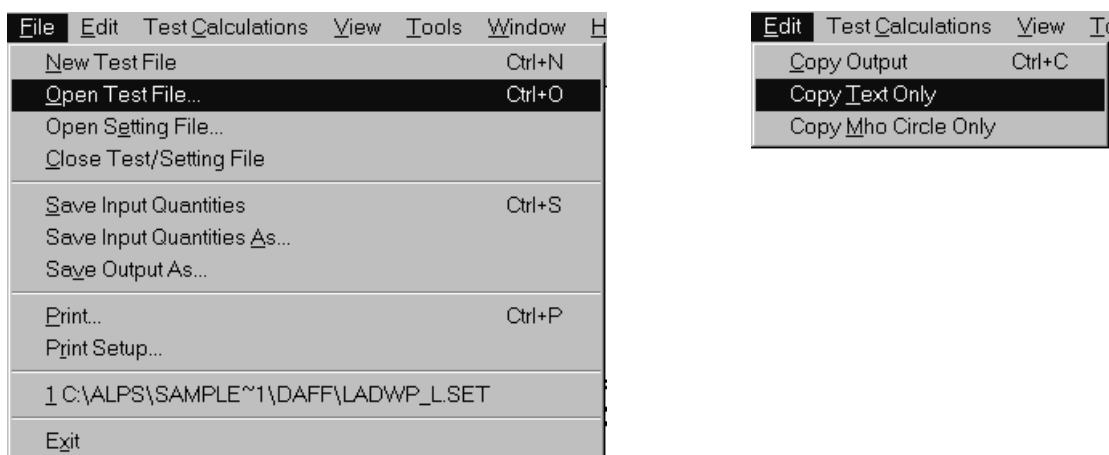 File Edit Test Calculations View Tools Window H
New Test File Ctrl+N
Open Test File... Ctrl+O
Open Setting File...
Close Test/Setting File
Save Input Quantities Ctrl+S
Save Input Quantities As...
Save Output As...
Print... Ctrl+P
Print Setup...
1 C:\ALPS\SAMPLE~1\DAFF\LADWP_L.SET
Exit
Edit Test Calculations View To
Copy Output Ctrl+C
Copy Text Only
Copy Mho Circle Only